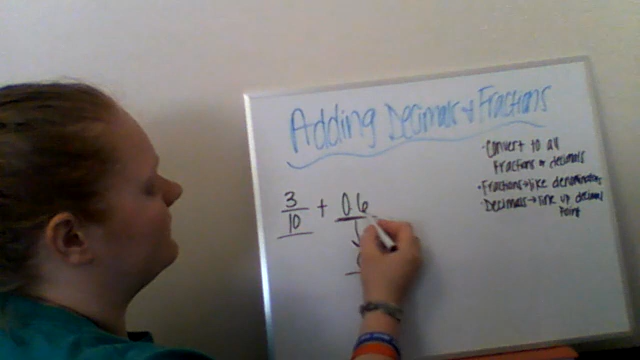 Adding Decimals & Fractions
· Convert to all
Fractions or decimals
· Fractions → like denominators
· Decimals → line up decimal
point
3/10 + 0.6/1